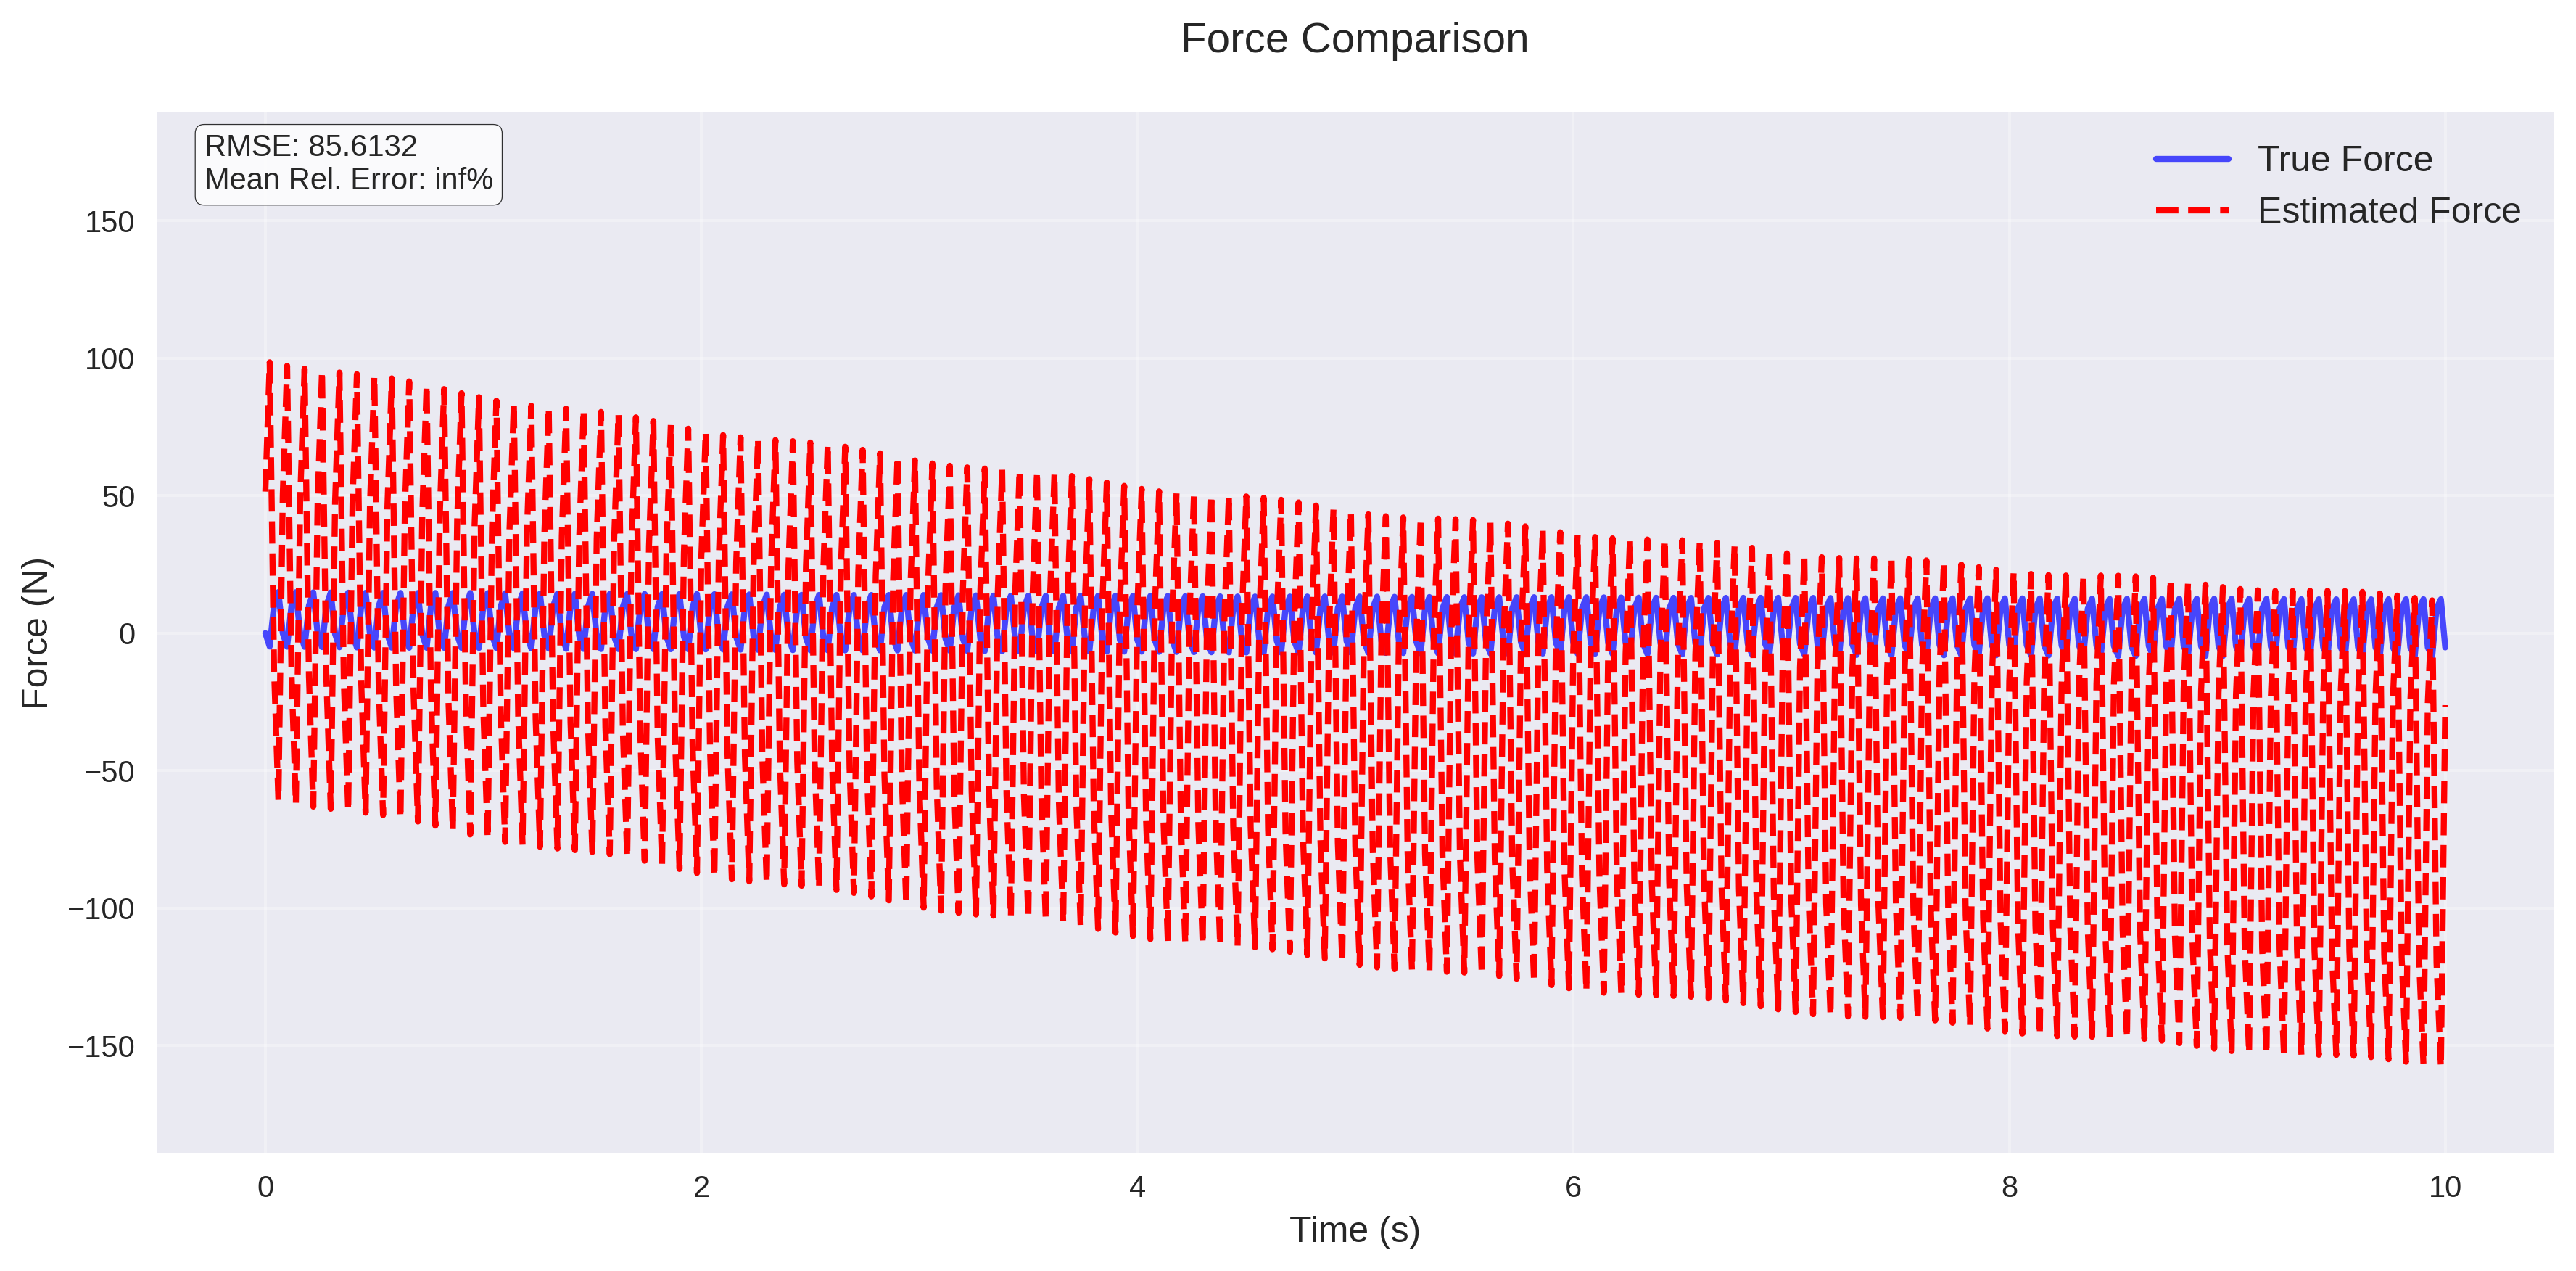 Force Comparison
RMSE: 85.6132
Mean Rel. Error: inf%
True Force
Estimated Force
150
100
50
0
−50
−100
−150
Force (N)
0
2
4
6
8
10
Time (s)